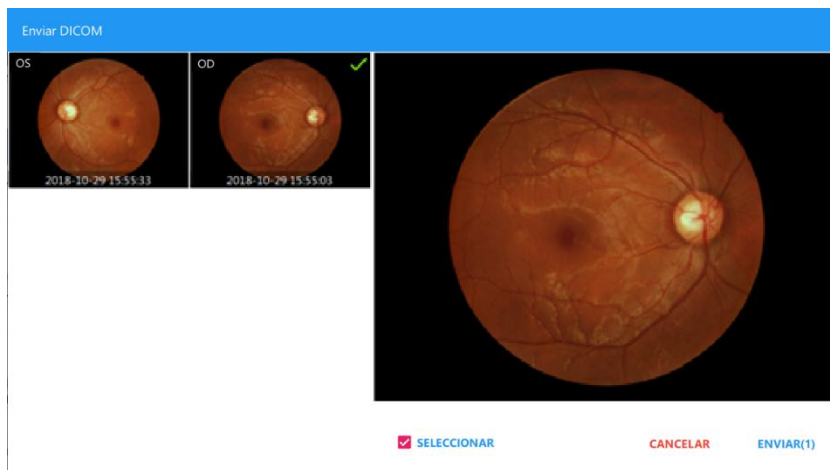 Enviar DICOM
OS
OD
2018-10-29 15:55:33
2018-10-29 15:55:03
SELECCIONAR
CANCELAR
ENVIAR(1)